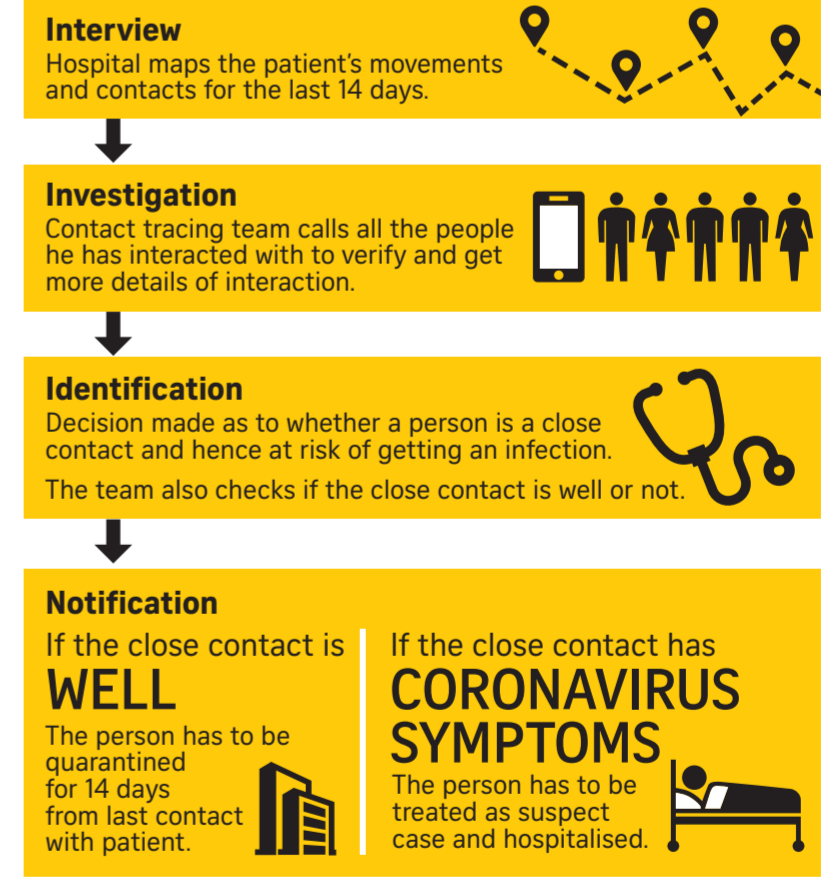 Interview
Hospital maps the patient’s movements
and contacts for the last 14 days.
Investigation
Contact tracing team calls all the people
he has interacted with to verify and get
more details of interaction.
Identification
Decision made as to whether a person is a close
contact and hence at risk of getting an infection.
The team also checks if the close contact is well or not.
Notification
If the close contact is
WELL
The person has to be
quarantined
for 14 days
from last contact
with patient.
If the close contact has
CORONAVIRUS
SYMPTOMS
The person has to be
treated as suspect
case and hospitalised.